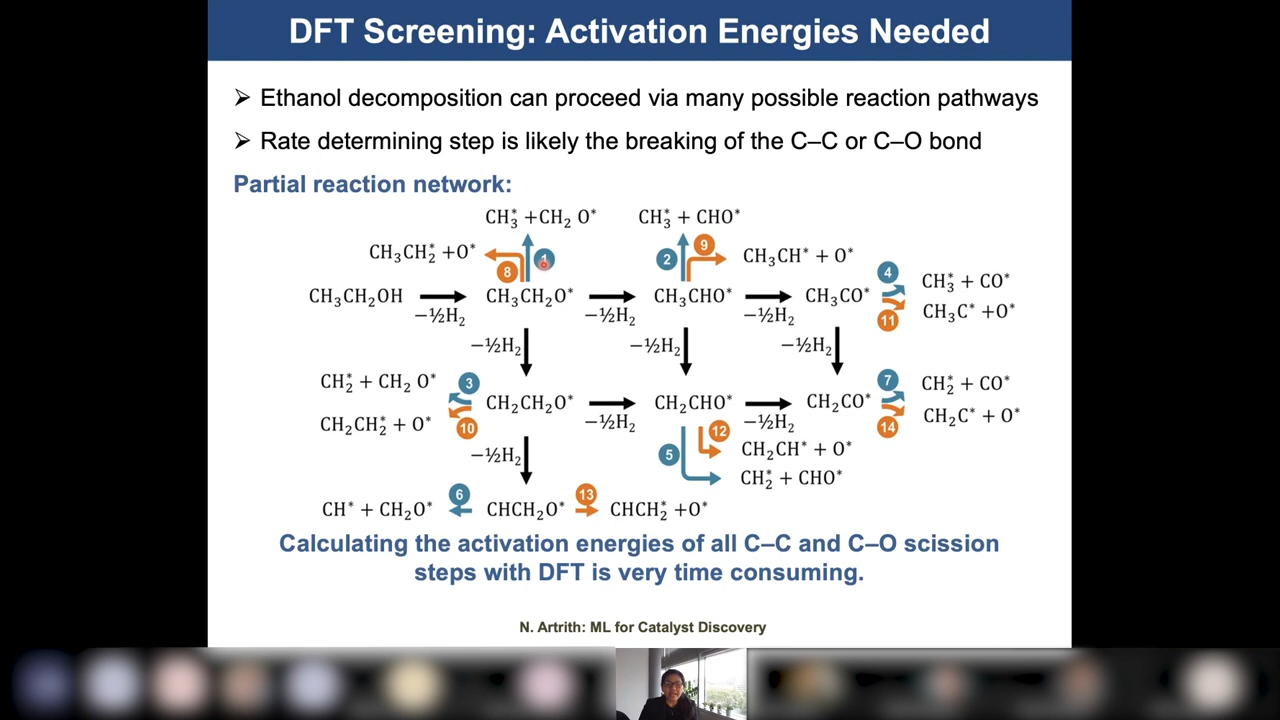 DFT Screening: Activation Energies Needed
➢ Ethanol decomposition can proceed via many possible reaction pathways
➢ Rate determining step is likely the breaking of the C–C or C–O bond
Partial reaction network:
CH₃* +CH₂ O*
CH₃* + CHO*
CH₃CH₂* +O*
8
1
2
9
CH₃CH* + O*
CH₃CH₂OH
−½H₂
CH₃CH₂O*
−½H₂
CH₃CHO*
−½H₂
CH₃CO*
4
11
CH₃* + CO*
CH₃C* +O*
−½H₂
−½H₂
−½H₂
CH₂* + CH₂ O*
CH₂CH₂* + O*
3
10
CH₂CH₂O*
−½H₂
CH₂CHO*
−½H₂
CH₂CO*
7
14
CH₂* + CO*
CH₂C* + O*
−½H₂
5
12
CH₂CH* + O*
CH₂* + CHO*
CH* + CH₂O*
6
CHCH₂O*
13
CHCH₂* +O*
Calculating the activation energies of all C–C and C–O scission
steps with DFT is very time consuming.
N. Artrith: ML for Catalyst Discovery